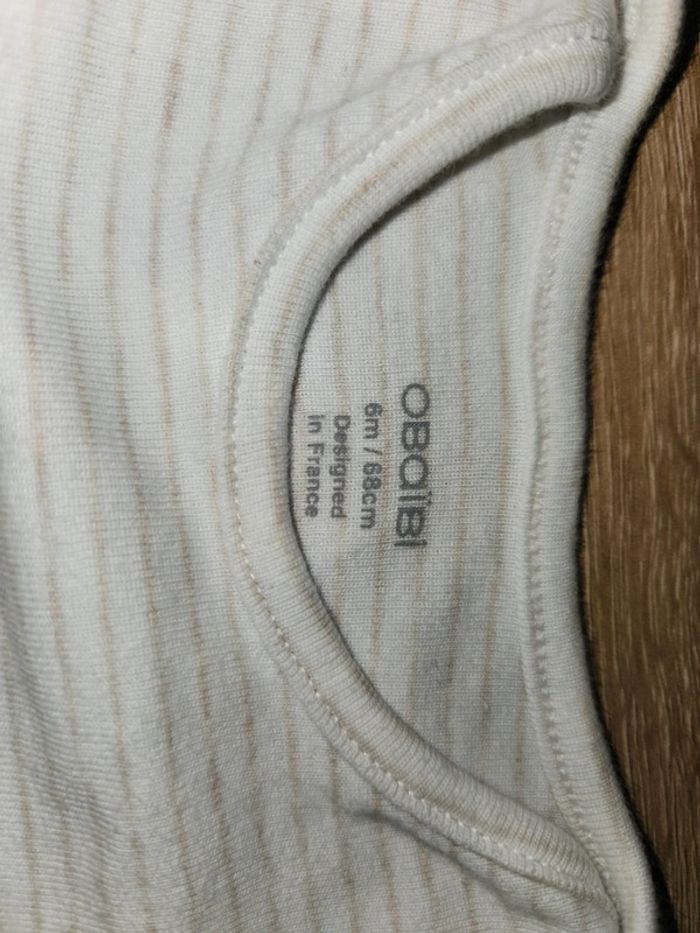 OBaïBI
6m / 68cm
Designed
in France